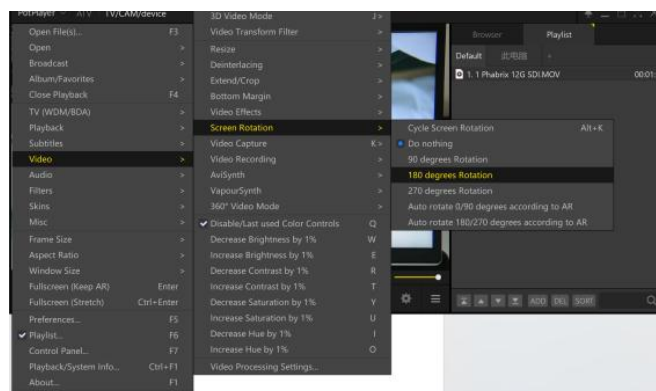 PotPlayer ATV TV/CAM/device
Open File(s)... F3
Open >
Broadcast >
Album/Favorites >
Close Playback F4
TV (WDM/BDA) >
Playback >
Subtitles >
Video >
Audio >
Filters >
Skins >
Misc >
Frame Size >
Aspect Ratio >
Window Size >
Fullscreen (Keep AR) Enter
Fullscreen (Stretch) Ctrl+Enter
Preferences... F5
Playlist... F6
Control Panel... F7
Playback/System Info... Ctrl+F1
About... F1
3D Video Mode J>
Video Transform Filter >
Resize >
Deinterlacing >
Extend/Crop >
Bottom Margin >
Video Effects >
Screen Rotation >
Video Capture K>
Video Recording >
AviSynth >
VapourSynth >
360° Video Mode >
Disable/Last used Color Controls Q
Decrease Brightness by 1% W
Increase Brightness by 1% E
Decrease Contrast by 1% R
Increase Contrast by 1% T
Decrease Saturation by 1% Y
Increase Saturation by 1% U
Decrease Hue by 1% I
Increase Hue by 1% O
Video Processing Settings...
Cycle Screen Rotation Alt+K
Do nothing
90 degrees Rotation
180 degrees Rotation
270 degrees Rotation
Auto rotate 0/90 degrees according to AR
Auto rotate 180/270 degrees according to AR
Browser Playlist
Default 此电脑 +
1. 1 Phabrix 12G SDI.MOV 00:01:
ADD DEL SORT